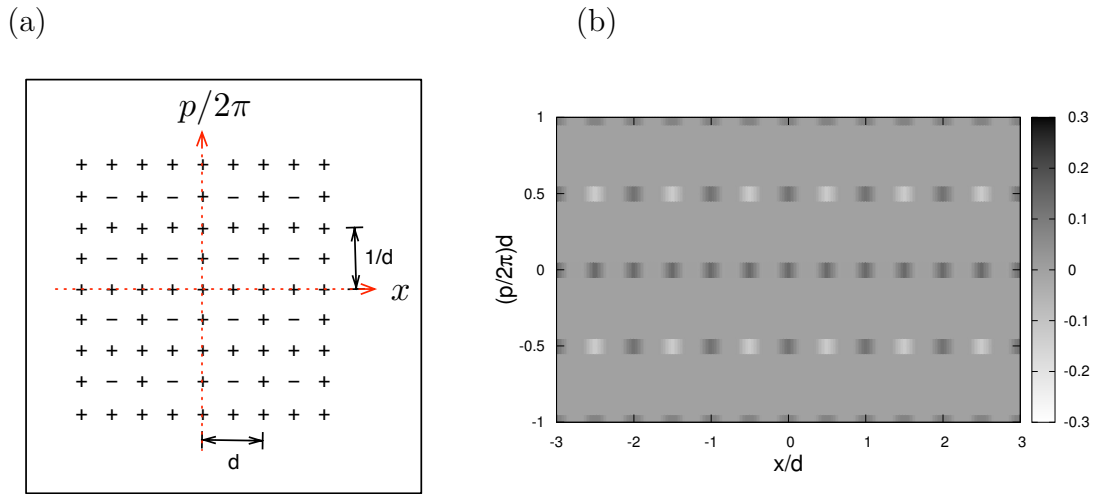 (a)
p/2π
+ + + + + + + + +
+ − + − + − + − +
+ + + + + + + + +
+ − + − + − + − +
1/d
+ + + + + + + + +
x
+ − + − + − + − +
+ + + + + + + + +
+ − + − + − + − +
+ + + + + + + + +
d
(b)
(p/2π)d
1
0.5
0
-0.5
-1
-3 -2 -1 0 1 2 3
x/d
0.3
0.2
0.1
0
-0.1
-0.2
-0.3